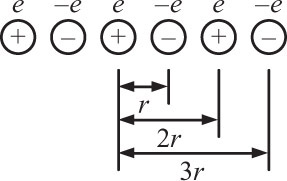 e −e e −e e −e
+ − + − + −
r
2r
3r